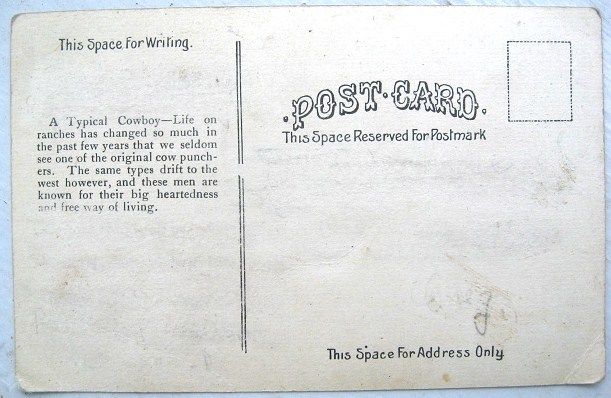 This Space For Writing.
A Typical Cowboy—Life on
ranches has changed so much in
the past few years that we seldom
see one of the original cow punch-
ers. The same types drift to the
west however, and these men are
known for their big heartedness
and free way of living.
·POST·CARD.
This Space Reserved For Postmark
This Space For Address Only